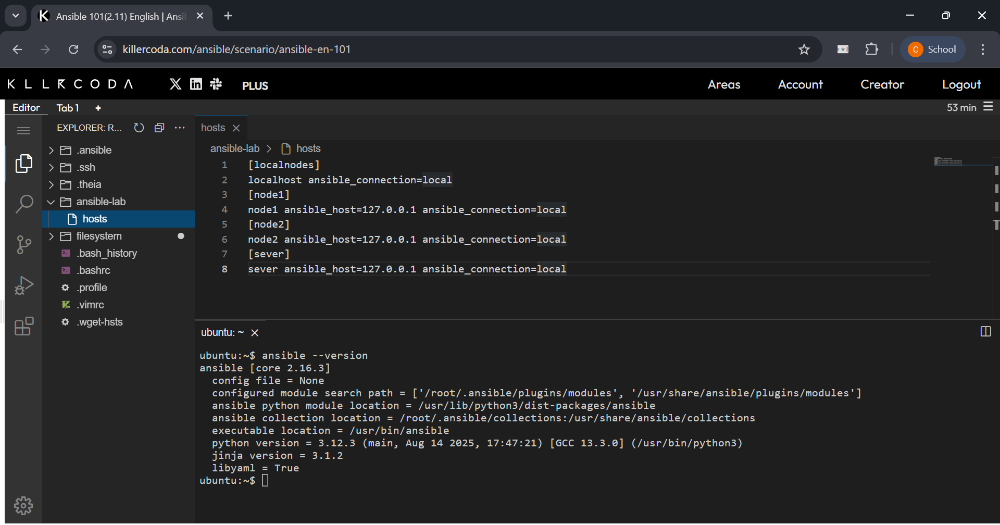 Ansible 101(2.11) English | Ansi
killercoda.com/ansible/scenario/ansible-en-101
C School
KLLRCODA
PLUS
Areas Account Creator Logout
Editor Tab 1 +
53 min
EXPLORER: R...
.ansible
.ssh
.theia
ansible-lab
hosts
filesystem
.bash_history
.bashrc
.profile
.vimrc
.wget-hsts
hosts
ansible-lab > hosts
1 [localnodes]
2 localhost ansible_connection=local
3 [node1]
4 node1 ansible_host=127.0.0.1 ansible_connection=local
5 [node2]
6 node2 ansible_host=127.0.0.1 ansible_connection=local
7 [sever]
8 sever ansible_host=127.0.0.1 ansible_connection=local
ubuntu: ~
ubuntu:~$ ansible --version
ansible [core 2.16.3]
config file = None
configured module search path = ['/root/.ansible/plugins/modules', '/usr/share/ansible/plugins/modules']
ansible python module location = /usr/lib/python3/dist-packages/ansible
ansible collection location = /root/.ansible/collections:/usr/share/ansible/collections
executable location = /usr/bin/ansible
python version = 3.12.3 (main, Aug 14 2025, 17:47:21) [GCC 13.3.0] (/usr/bin/python3)
jinja version = 3.1.2
libyaml = True
ubuntu:~$